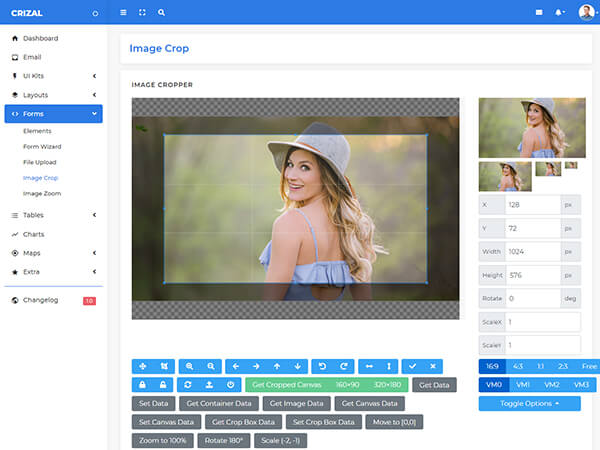 CRIZAL
Dashboard
Email
UI Kits
Layouts
Forms
Elements
Form Wizard
File Upload
Image Crop
Image Zoom
Tables
Charts
Maps
Extra
Changelog 1.0
Image Crop
IMAGE CROPPER
X 128 px
Y 72 px
Width 1024 px
Height 576 px
Rotate 0 deg
ScaleX 1
ScaleY 1
Get Cropped Canvas 160×90 320×180 Get Data
Set Data Get Container Data Get Image Data Get Canvas Data
Set Canvas Data Get Crop Box Data Set Crop Box Data Move to [0,0]
Zoom to 100% Rotate 180° Scale (-2, -1)
16:9 4:3 1:1 2:3 Free
VM0 VM1 VM2 VM3
Toggle Options